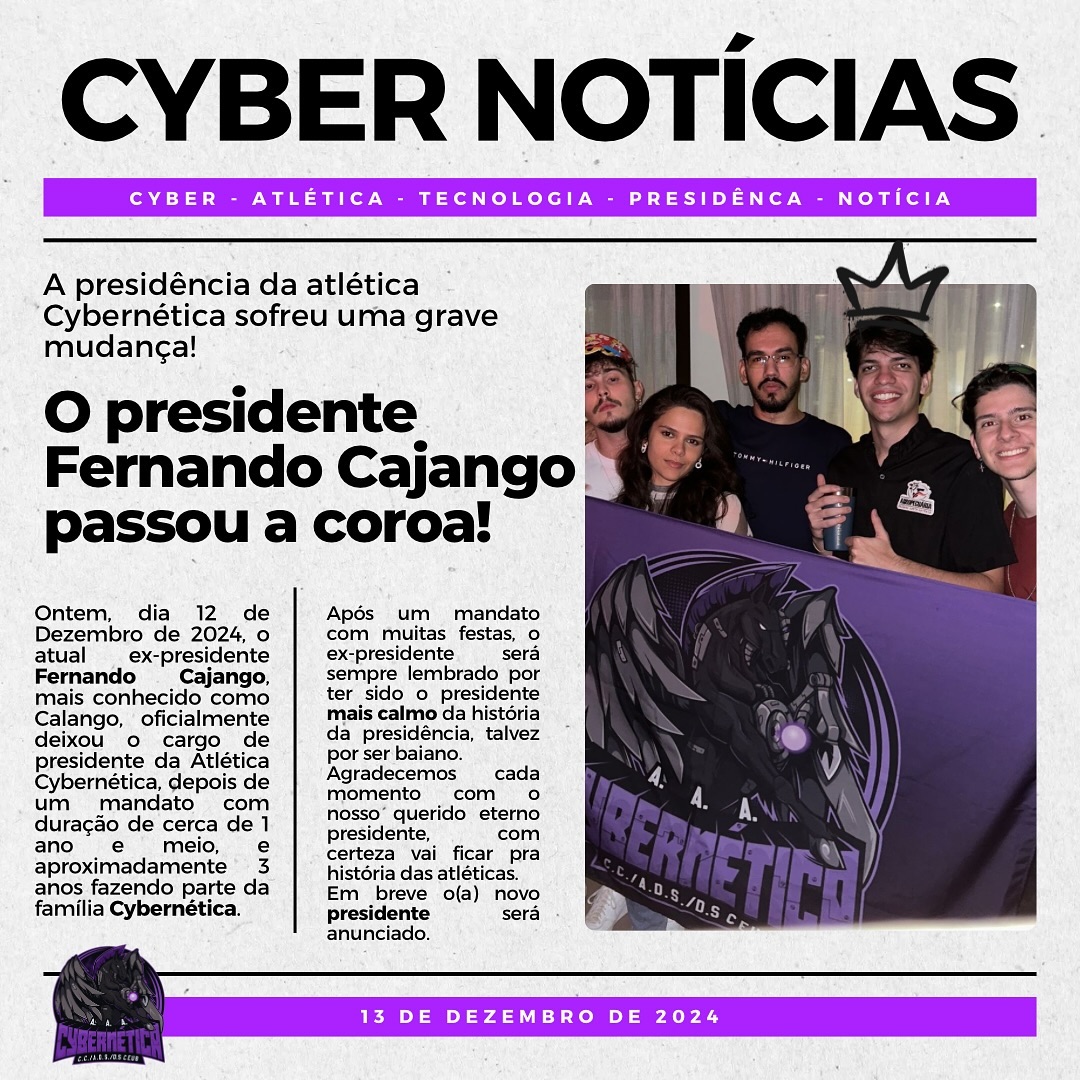 CYBER NOTÍCIAS
CYBER - ATLÉTICA - TECNOLOGIA - PRESIDÊNCA - NOTÍCIA
A presidência da atlética
Cybernética sofreu uma grave
mudança!
O presidente
Fernando Cajango
passou a coroa!
Ontem, dia 12 de
Dezembro de 2024, o
atual ex-presidente
Fernando Cajango,
mais conhecido como
Calango, oficialmente
deixou o cargo de
presidente da Atlética
Cybernética, depois de
um mandato com
duração de cerca de 1
ano e meio, e
aproximadamente 3
anos fazendo parte da
família Cybernética.
Após um mandato
com muitas festas, o
ex-presidente será
sempre lembrado por
ter sido o presidente
mais calmo da história
da presidência, talvez
por ser baiano.
Agradecemos cada
momento com o
nosso querido eterno
presidente, com
certeza vai ficar pra
história das atléticas.
Em breve o(a) novo
presidente será
anunciado.
TOMMY HILFIGER
AGROPECUÁRIA
A. A. A.
CYBERNÉTICA
C.C./A.D.S./D.S CEU
A. A. A.
CYBERNÉTICA
C.C./A.D.S./D.S CEUB
13 DE DEZEMBRO DE 2024